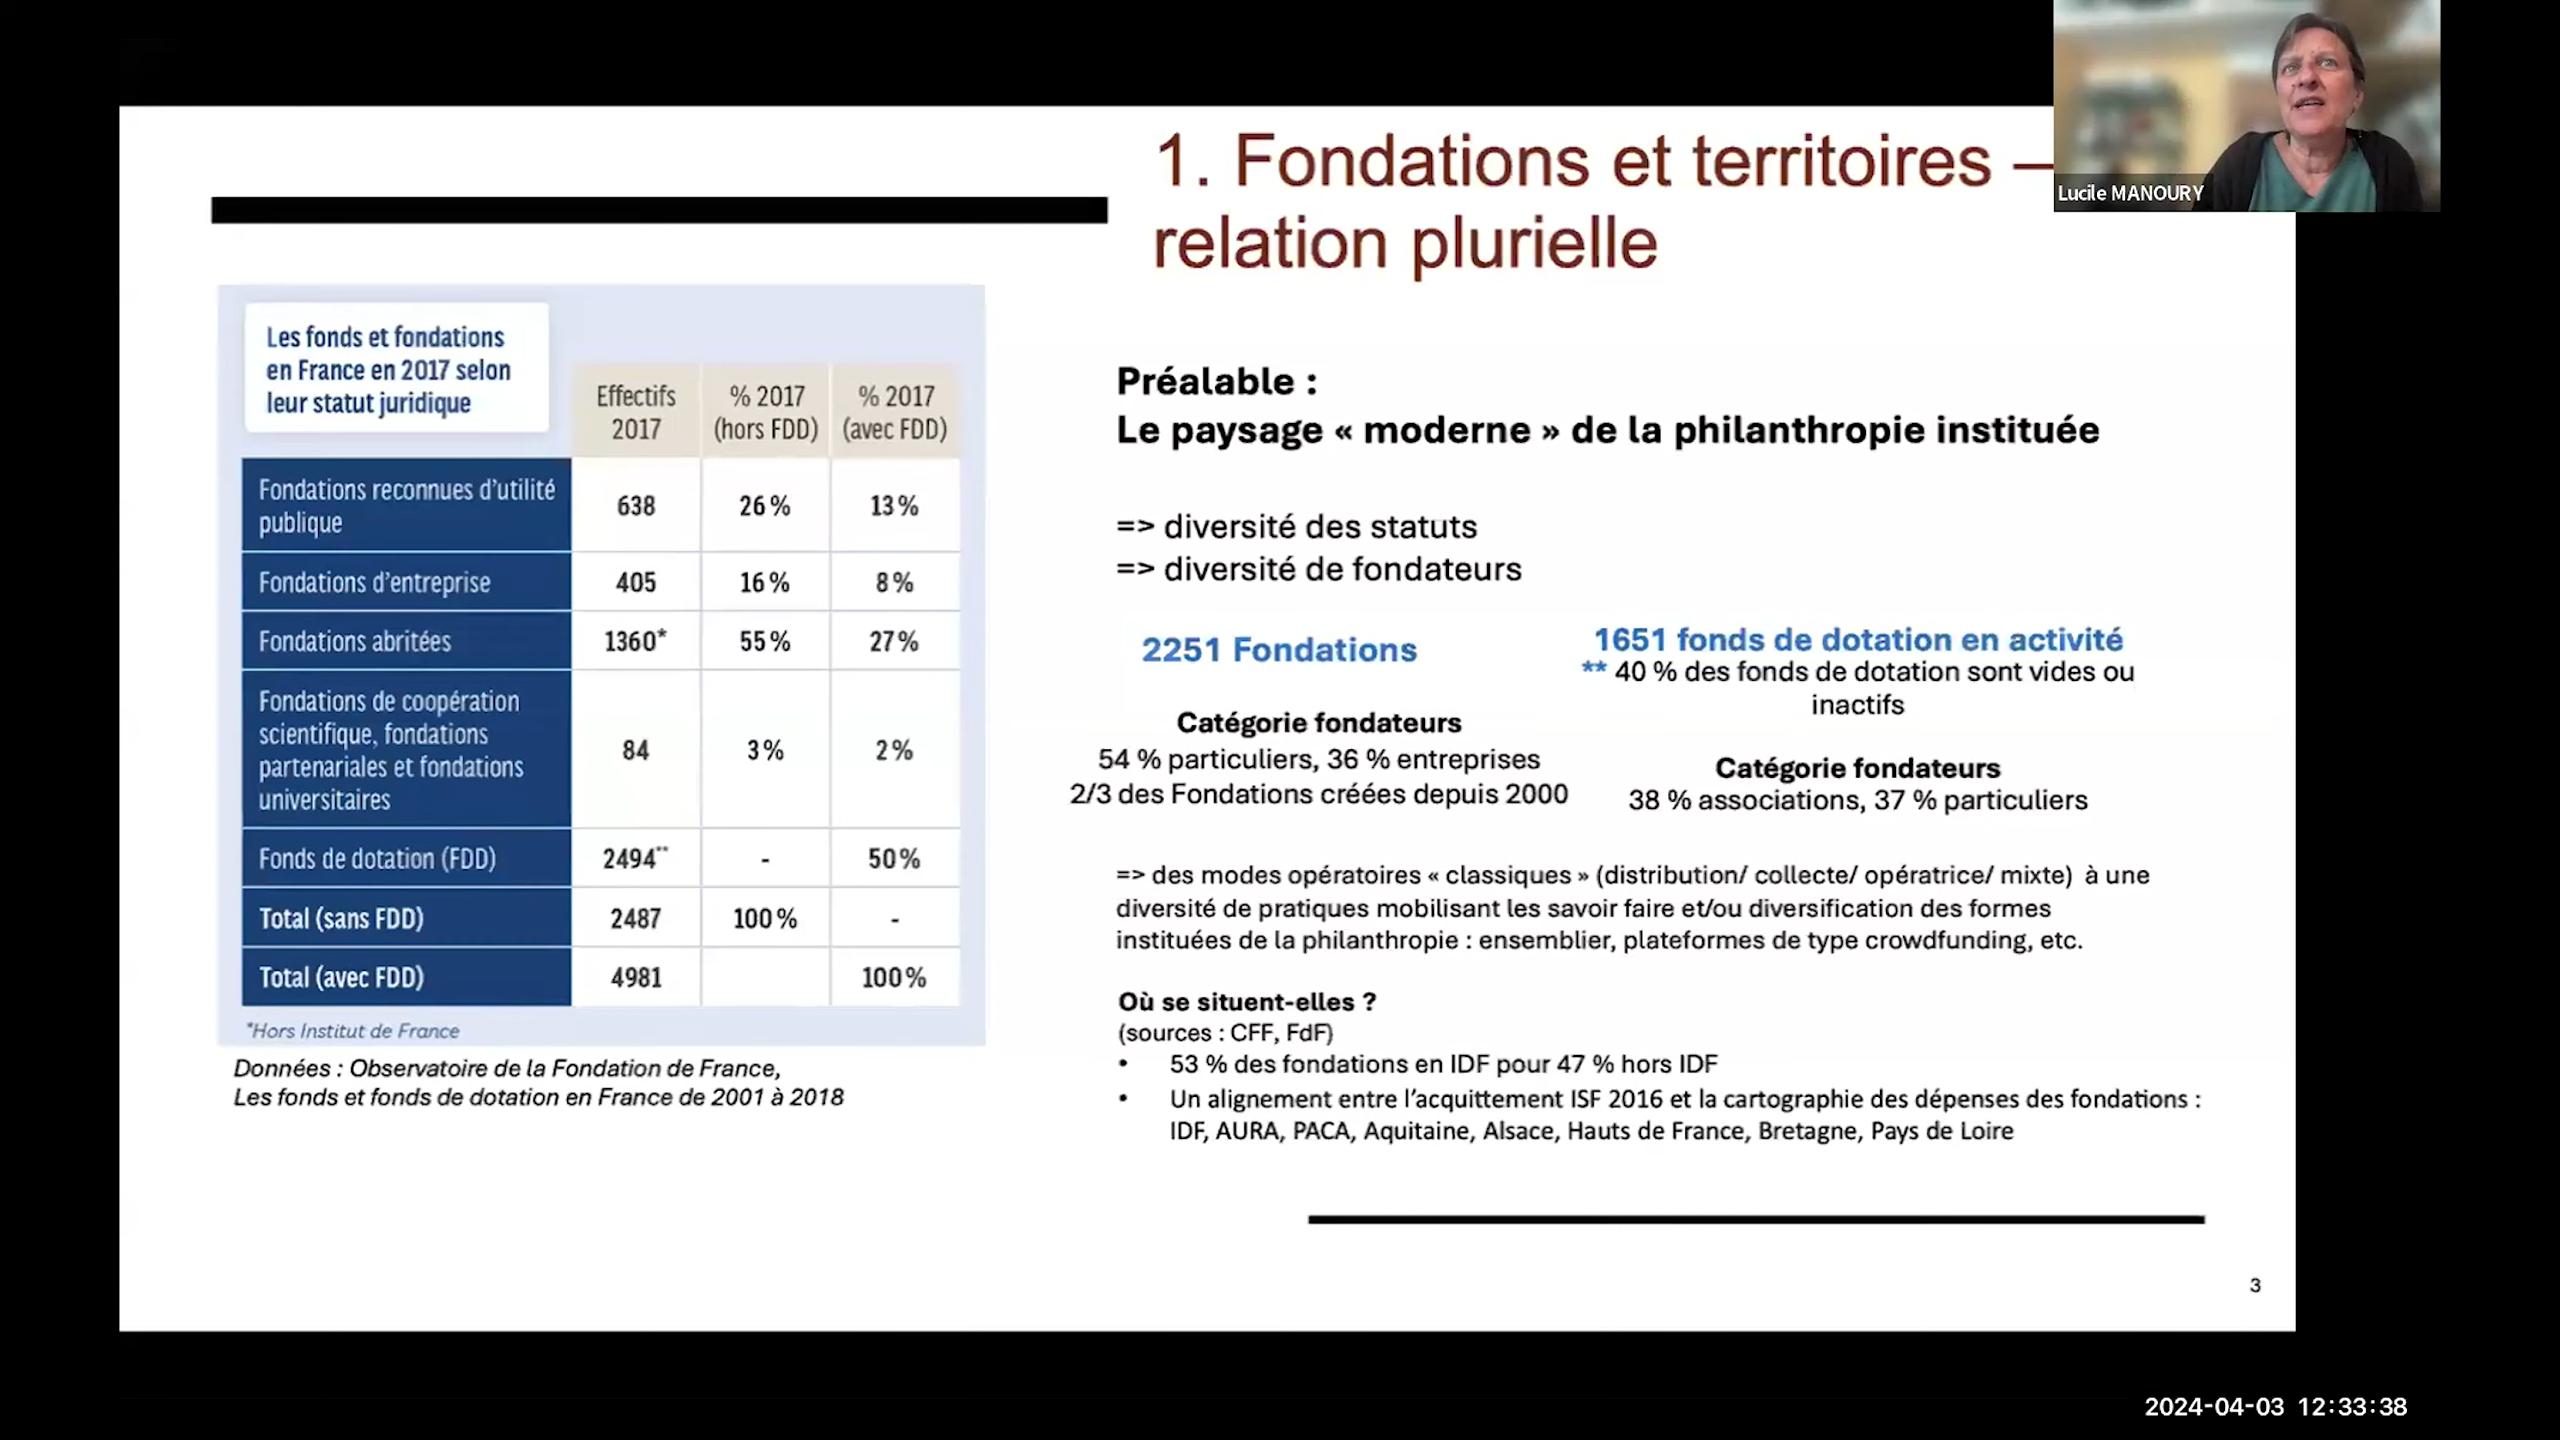 1. Fondations et territoires –
relation plurielle
Lucile MANOURY
Les fonds et fondations
en France en 2017 selon
leur statut juridique
Effectifs 2017 % 2017 (hors FDD) % 2017 (avec FDD)
Fondations reconnues d’utilité publique 638 26 % 13 %
Fondations d’entreprise 405 16 % 8 %
Fondations abritées 1360* 55 % 27 %
Fondations de coopération scientifique, fondations partenariales et fondations universitaires 84 3 % 2 %
Fonds de dotation (FDD) 2494** - 50 %
Total (sans FDD) 2487 100 % -
Total (avec FDD) 4981 100 %
*Hors Institut de France
Données : Observatoire de la Fondation de France,
Les fonds et fonds de dotation en France de 2001 à 2018
Préalable :
Le paysage « moderne » de la philanthropie instituée
=> diversité des statuts
=> diversité de fondateurs
2251 Fondations
Catégorie fondateurs
54 % particuliers, 36 % entreprises
2/3 des Fondations créées depuis 2000
1651 fonds de dotation en activité
** 40 % des fonds de dotation sont vides ou
inactifs
Catégorie fondateurs
38 % associations, 37 % particuliers
=> des modes opératoires « classiques » (distribution/ collecte/ opératrice/ mixte) à une
diversité de pratiques mobilisant les savoir faire et/ou diversification des formes
instituées de la philanthropie : ensemblier, plateformes de type crowdfunding, etc.
Où se situent-elles ?
(sources : CFF, FdF)
• 53 % des fondations en IDF pour 47 % hors IDF
• Un alignement entre l’acquittement ISF 2016 et la cartographie des dépenses des fondations :
IDF, AURA, PACA, Aquitaine, Alsace, Hauts de France, Bretagne, Pays de Loire
3
2024-04-03 12:33:38